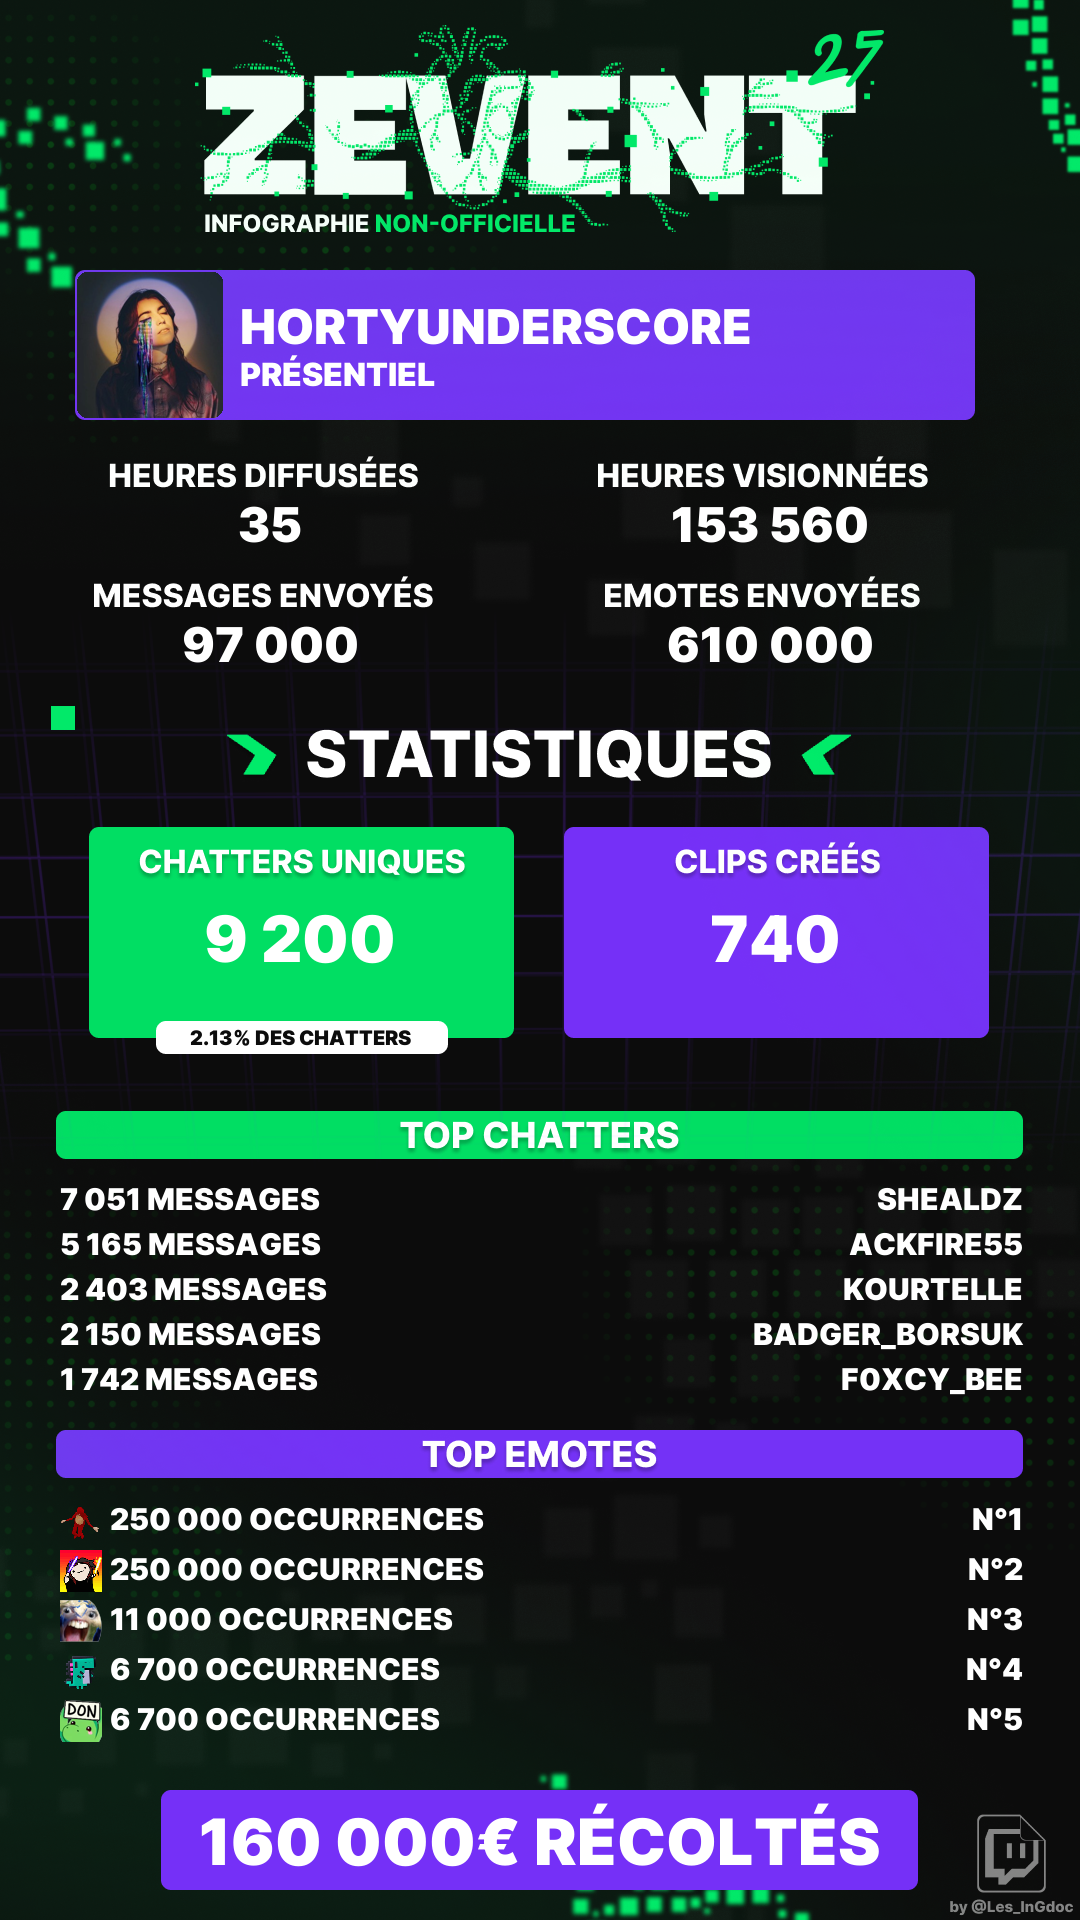 ZEVENT 25
INFOGRAPHIE NON-OFFICIELLE
HORTYUNDERSCORE
PRÉSENTIEL
HEURES DIFFUSÉES
35
HEURES VISIONNÉES
153 560
MESSAGES ENVOYÉS
97 000
EMOTES ENVOYÉES
610 000
STATISTIQUES
CHATTERS UNIQUES
9 200
2.13% DES CHATTERS
CLIPS CRÉÉS
740
TOP CHATTERS
7 051 MESSAGES SHEALDZ
5 165 MESSAGES ACKFIRE55
2 403 MESSAGES KOURTELLE
2 150 MESSAGES BADGER_BORSUK
1 742 MESSAGES F0XCY_BEE
TOP EMOTES
250 000 OCCURRENCES N°1
250 000 OCCURRENCES N°2
11 000 OCCURRENCES N°3
6 700 OCCURRENCES N°4
DON 6 700 OCCURRENCES N°5
160 000€ RÉCOLTÉS
by @Les_InGdoc